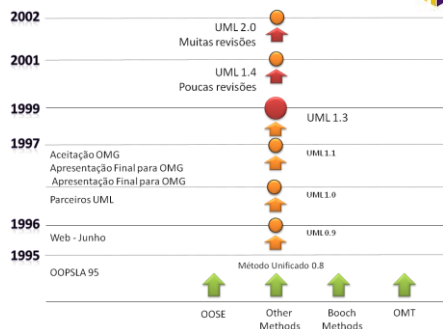 2002
UML 2.0
Muitas revisões
2001
UML 1.4
Poucas revisões
1999
UML 1.3
1997
Aceitação OMG
UML1.1
Apresentação Final para OMG
Apresentação Final para OMG
Parceiros UML
UML1.0
1996
Web - Junho
UML0.9
1995
OOPSLA 95
Método Unificado 0.8
OOSE
Other
Methods
Booch
Methods
OMT